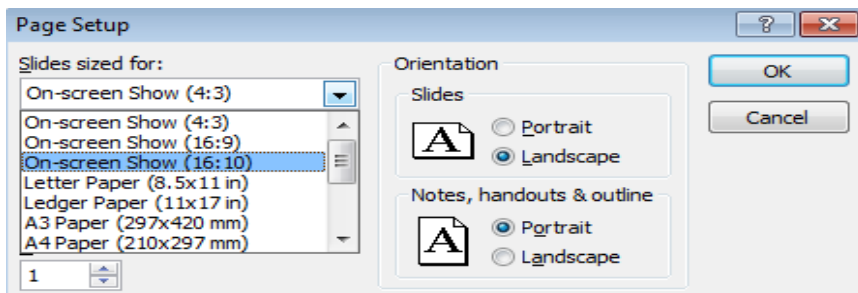 Page Setup
Slides sized for:
On-screen Show (4:3)
On-screen Show (4:3)
On-screen Show (16:9)
On-screen Show (16:10)
Letter Paper (8.5x11 in)
Ledger Paper (11x17 in)
A3 Paper (297x420 mm)
A4 Paper (210x297 mm)
1
Orientation
Slides
A
Portrait
Landscape
Notes, handouts & outline
A
Portrait
Landscape
OK
Cancel